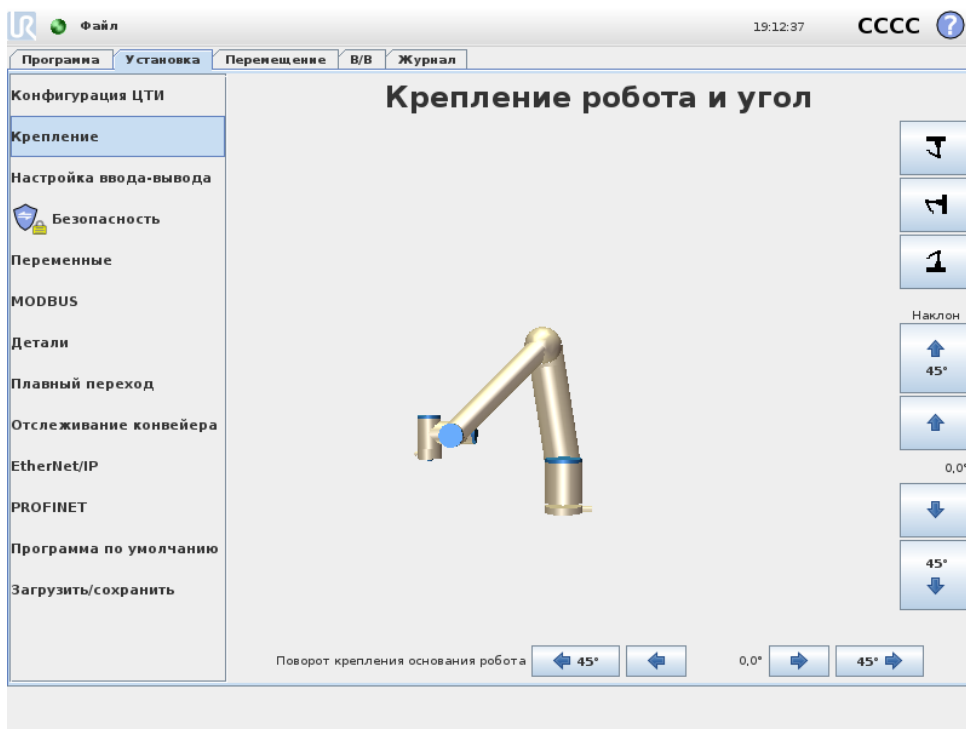 UR
Файл
19:12:37
CCCC
?
Программа
Установка
Перемещение
В/В
Журнал
Конфигурация ЦТИ
Крепление
Настройка ввода-вывода
Безопасность
Переменные
MODBUS
Детали
Плавный переход
Отслеживание конвейера
EtherNet/IP
PROFINET
Программа по умолчанию
Загрузить/сохранить
Крепление робота и угол
Наклон
45°
0,0°
45°
Поворот крепления основания робота
45°
0,0°
45°